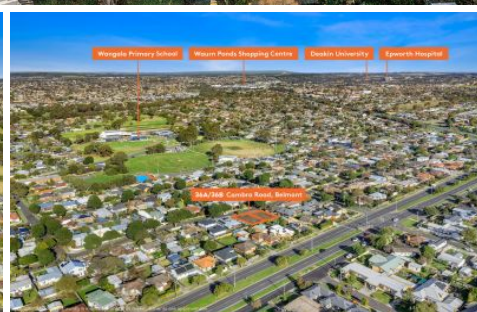 Wangala Primary School
Waurn Ponds Shopping Centre
Deakin University
Epworth Hospital
36A/36B Cambra Road, Belmont